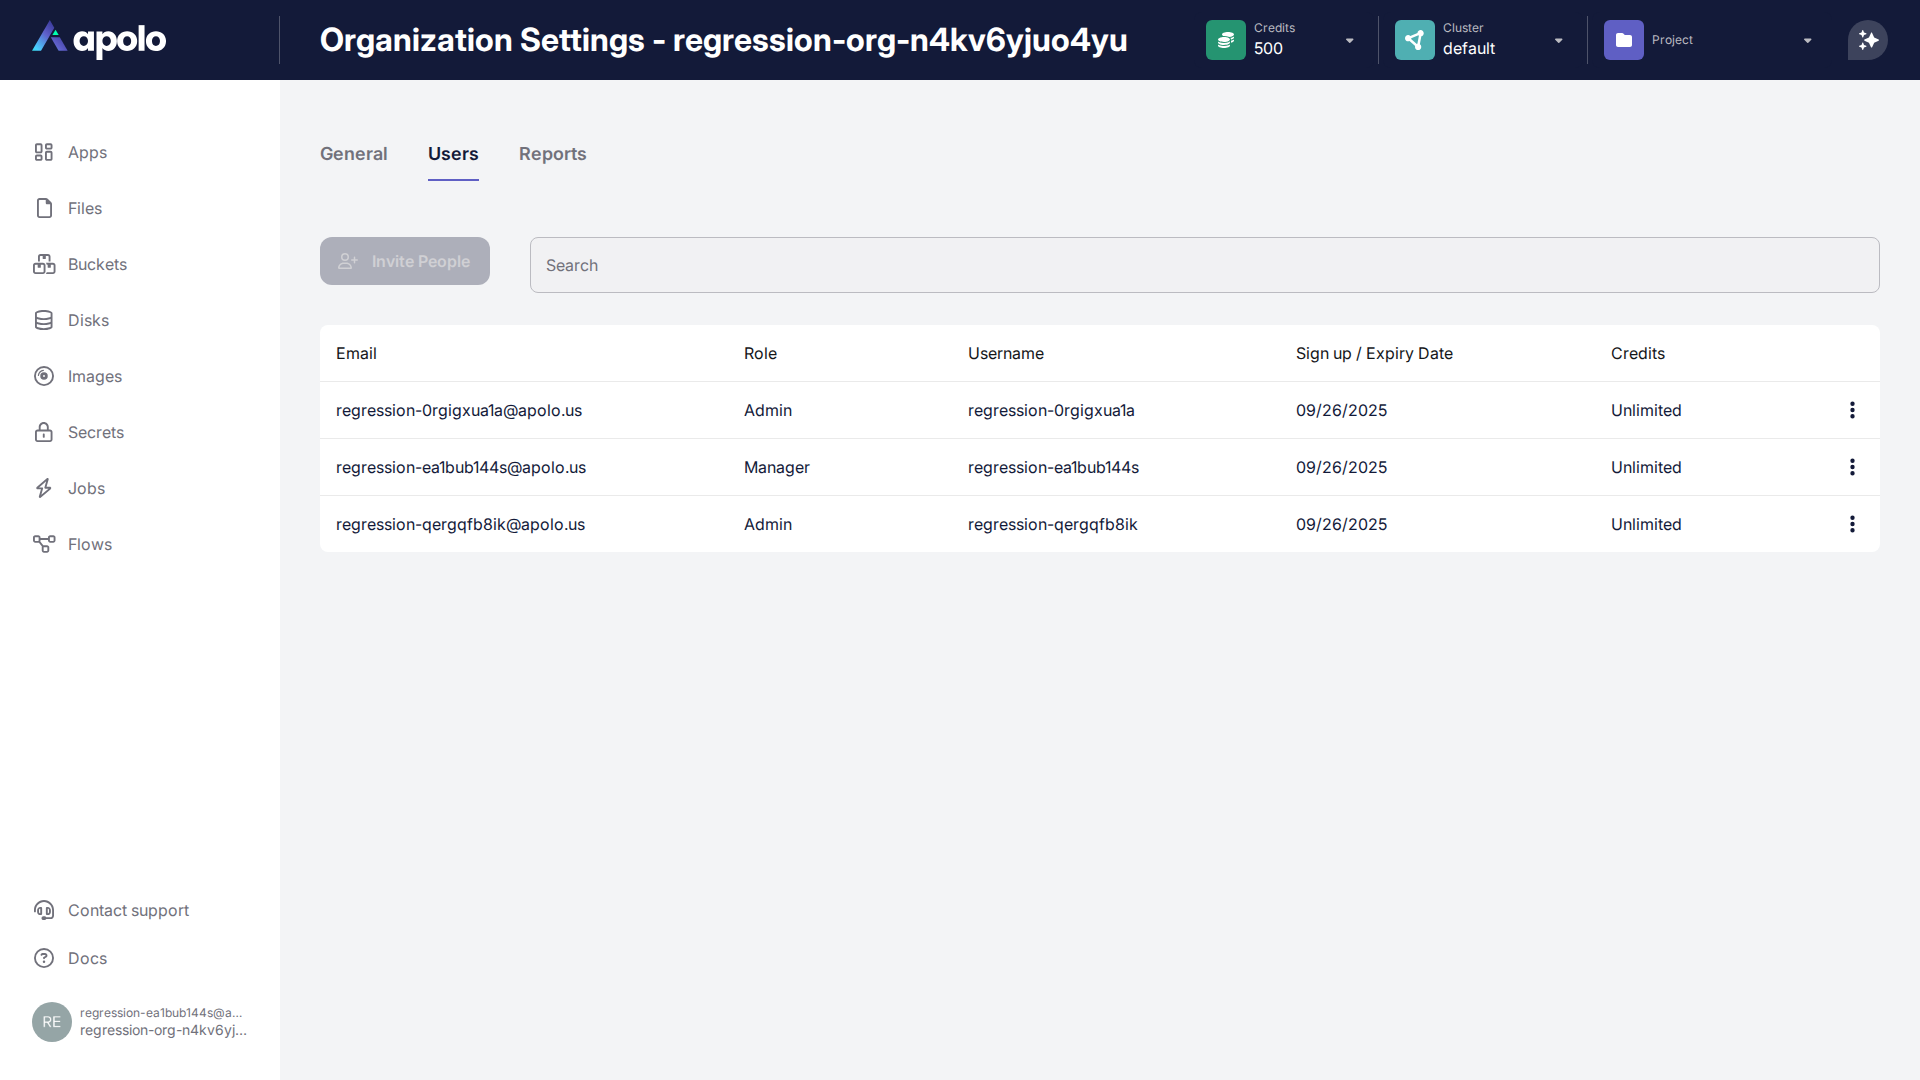 apolo
Organization Settings - regression-org-n4kv6yjuo4yu
Credits
500
Cluster
default
Project
Apps
Files
Buckets
Disks
Images
Secrets
Jobs
Flows
Contact support
Docs
RE
regression-ea1bub144s@a...
regression-org-n4kv6yj...
General Users Reports
Invite People
Search
Email Role Username Sign up / Expiry Date Credits
regression-0rgigxua1a@apolo.us Admin regression-0rgigxua1a 09/26/2025 Unlimited
regression-ea1bub144s@apolo.us Manager regression-ea1bub144s 09/26/2025 Unlimited
regression-qergqfb8ik@apolo.us Admin regression-qergqfb8ik 09/26/2025 Unlimited